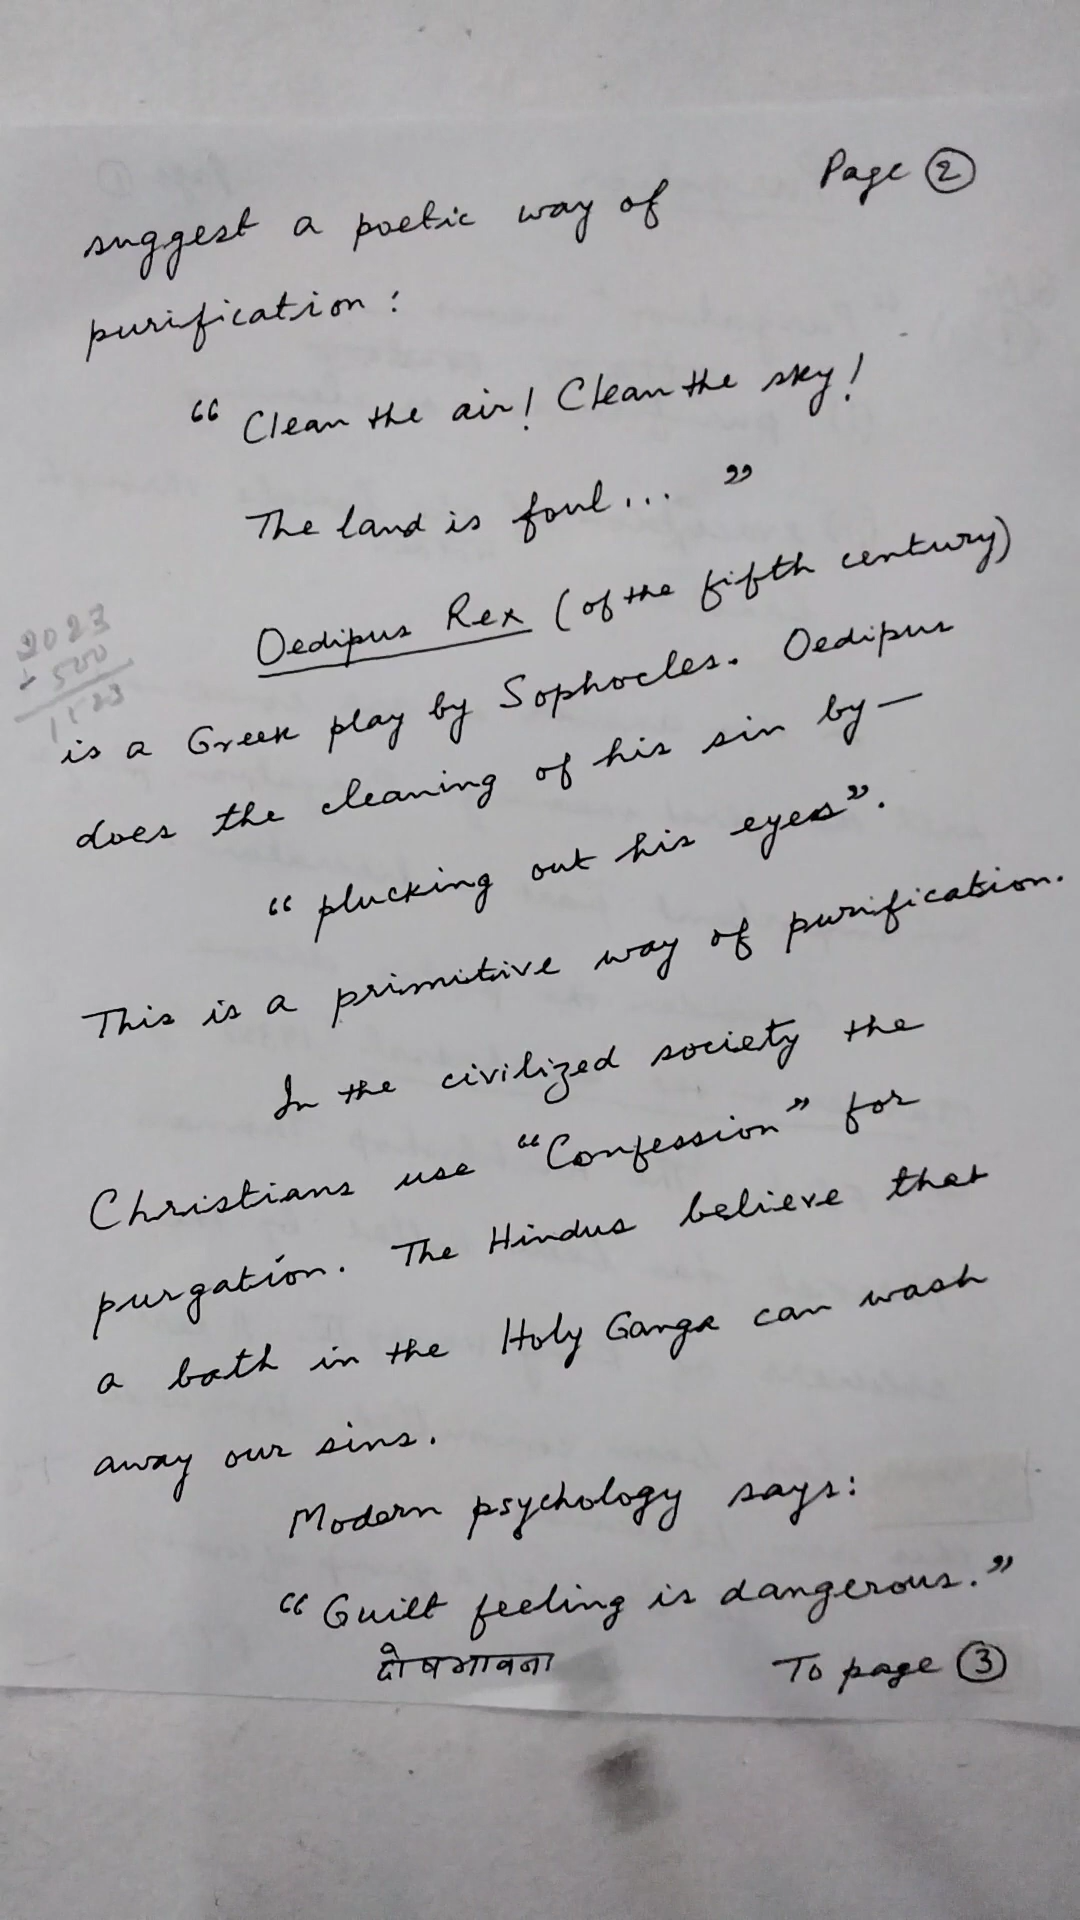 Page ②
suggest a poetic way of
purification:
“ Clean the air! Clean the sky!
The land is foul... ”
Oedipus Rex (of the fifth century)
2023
- 500
1523
is a Greek play by Sophocles. Oedipus
does the cleaning of his sin by—
“ plucking out his eyes”.
This is a primitive way of purification.
In the civilized society the
Christians use “Confession” for
purgation. The Hindus believe that
a bath in the Holy Ganga can wash
away our sins.
Modern psychology says:
“ Guilt feeling is dangerous.”
दोषभावना
To page ③